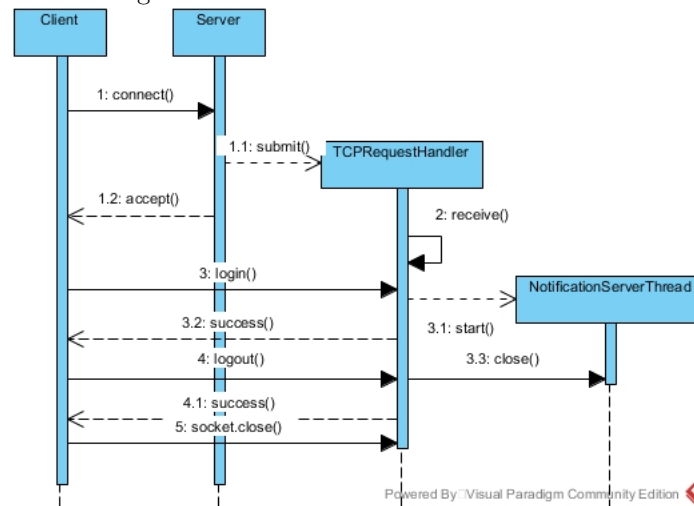 Client
Server
1: connect()
1.1: submit()
TCPRequestHandler
1.2: accept()
2: receive()
3: login()
NotificationServerThread
3.2: success()
3.1: start()
4: logout()
3.3: close()
4.1: success()
5: socket.close()
Powered By Visual Paradigm Community Edition